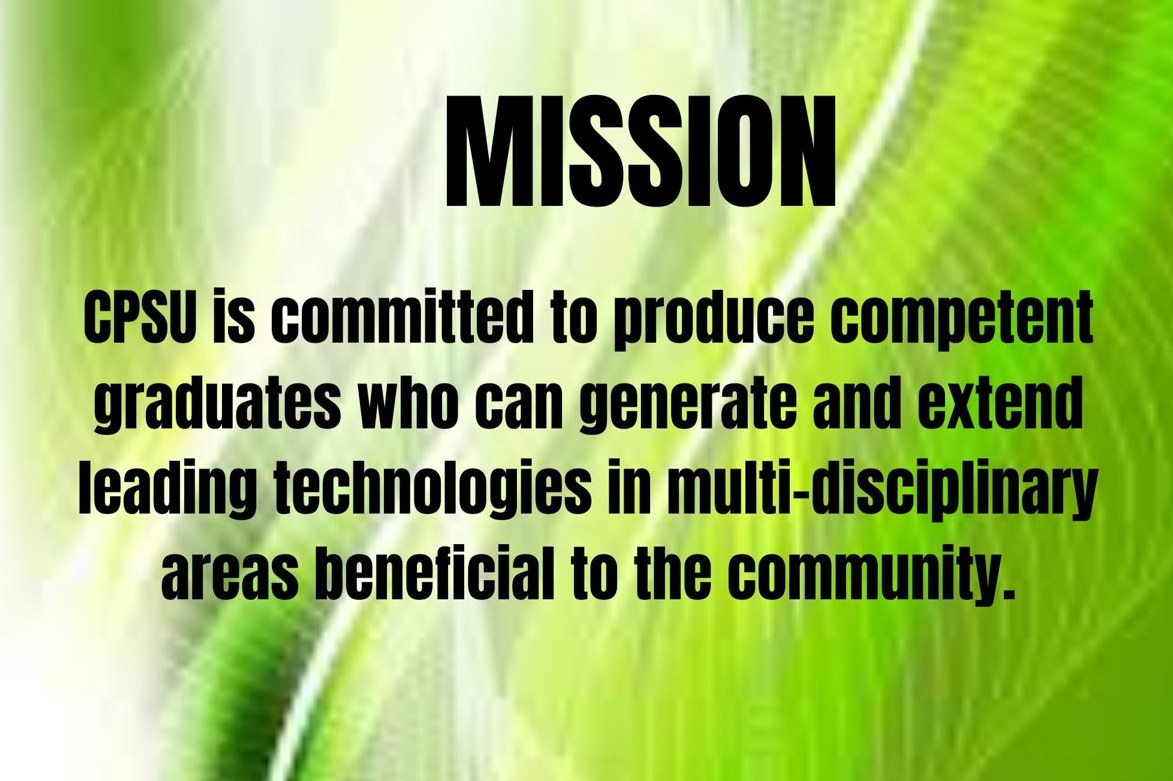 MISSION
CPSU is committed to produce competent
graduates who can generate and extend
leading technologies in multi-disciplinary
areas beneficial to the community.